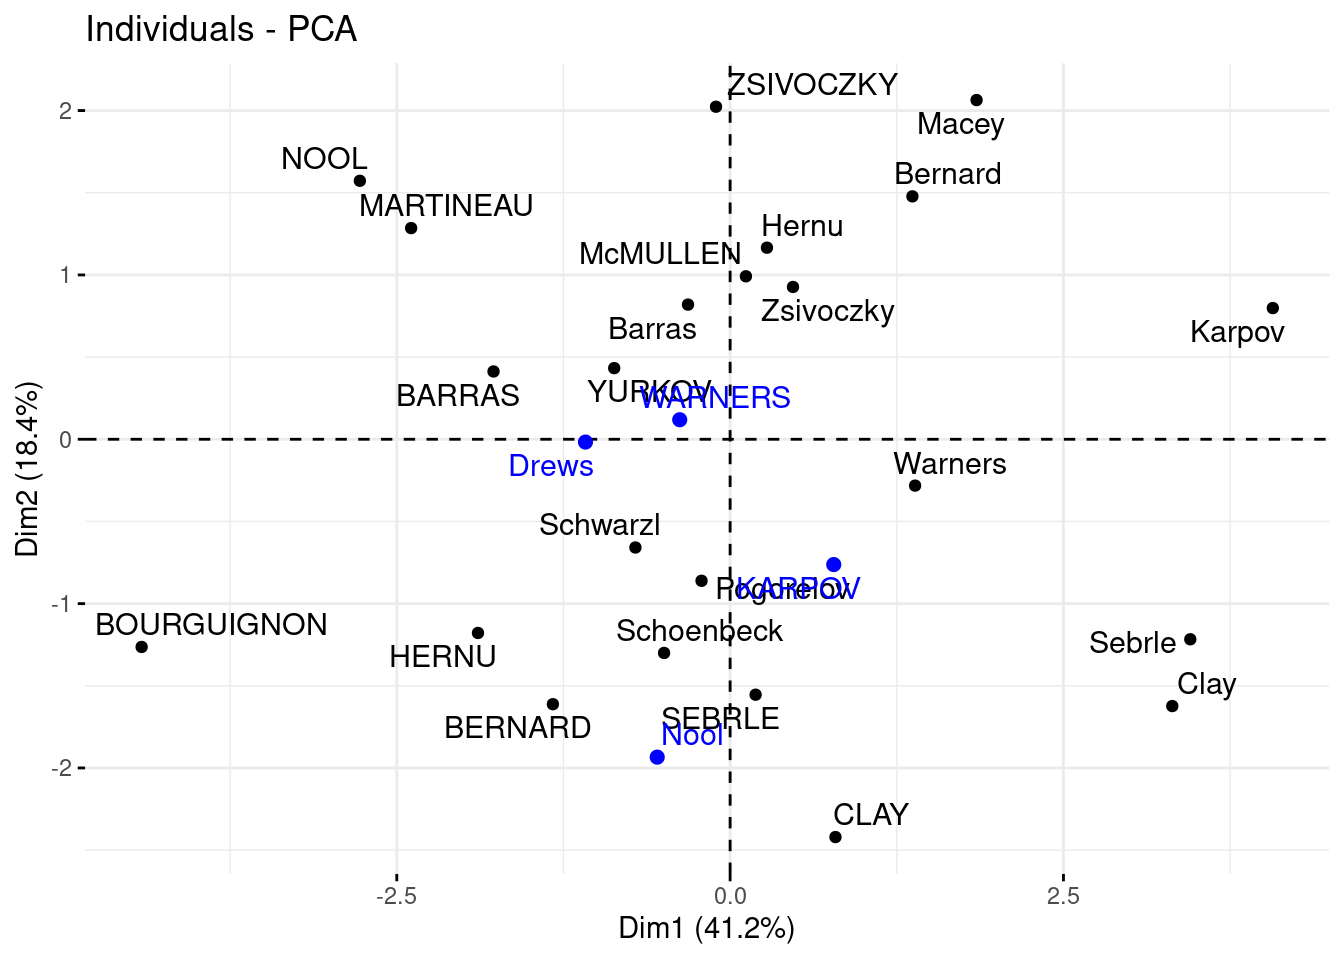 Individuals - PCA
ZSIVOCZKY
Macey
NOOL
Bernard
MARTINEAU
Hernu
McMULLEN
Zsivoczky
Barras
Karpov
BARRAS
YURKOV
WARNERS
Drews
Warners
Schwarzl
Pogorelov
KARPOV
BOURGUIGNON
Schoenbeck
HERNU
Sebrle
Clay
BERNARD
SEBRLE
Nool
CLAY
2
1
0
-1
-2
Dim2 (18.4%)
-2.5
0.0
2.5
Dim1 (41.2%)